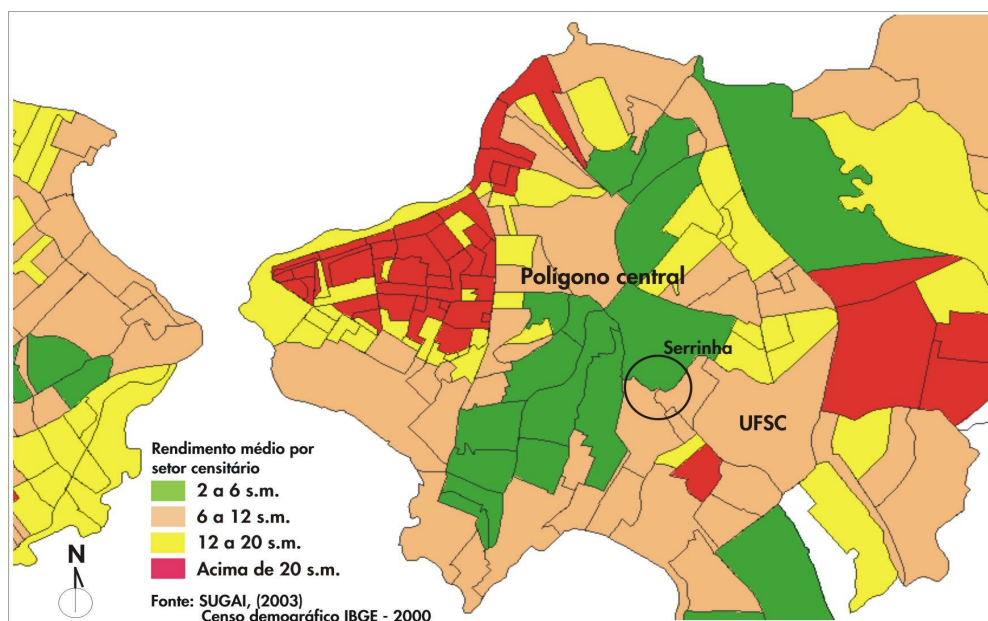 Polígono central
Serrinha
UFSC
Rendimento médio por
setor censitário
2 a 6 s.m.
6 a 12 s.m.
12 a 20 s.m.
Acima de 20 s.m.
N
Fonte: SUGAI, (2003)
Censo demográfico IBGE - 2000